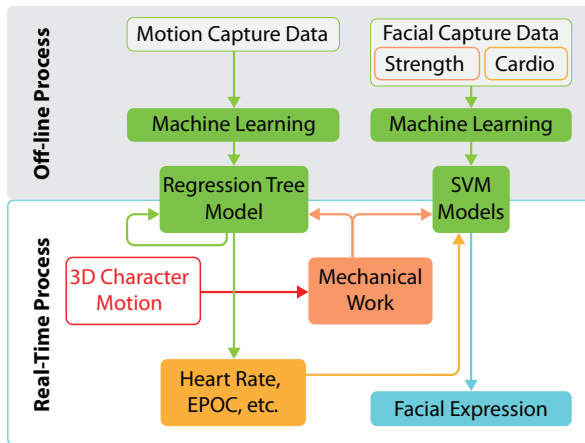 Off-line Process
Motion Capture Data
Facial Capture Data
Strength
Cardio
Machine Learning
Machine Learning
Regression Tree
Model
SVM
Models
Real-Time Process
3D Character
Motion
Mechanical
Work
Heart Rate,
EPOC, etc.
Facial Expression